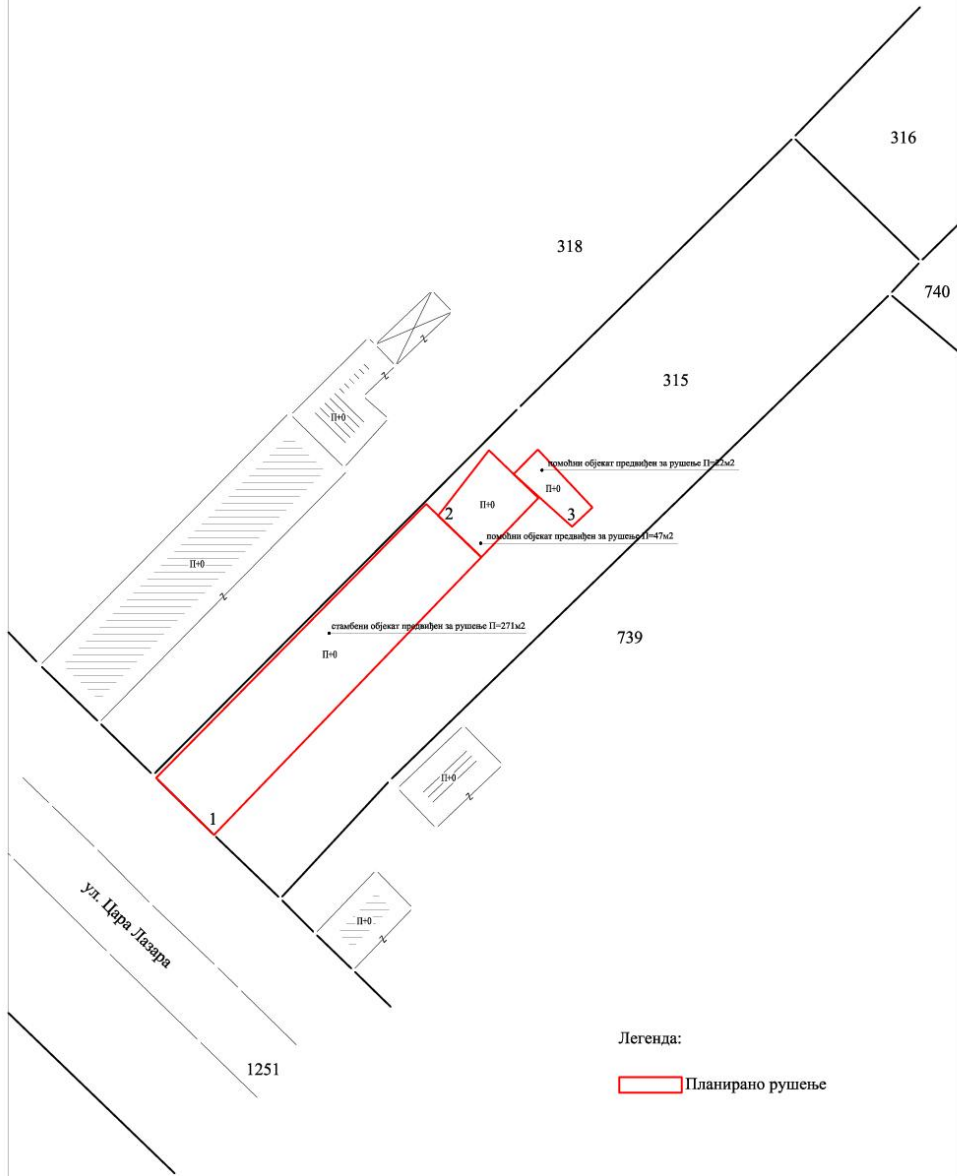 316
318
740
315
П+0
помоћни објекат предвиђен за рушење П=22м2
П+0
П+0
2
3
помоћни објекат предвиђен за рушење П=47м2
П+0
стамбени објекат предвиђен за рушење П=271м2
739
П+0
П+0
1
ул. Цара Лазара
П+0
Легенда:
1251
Планирано рушење